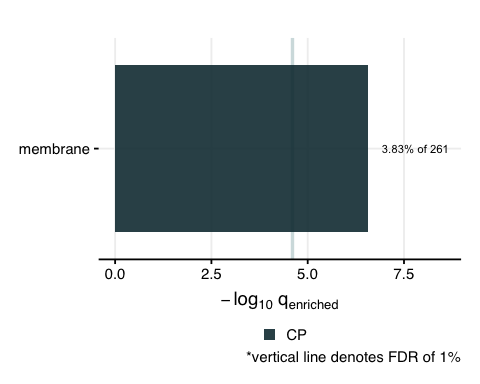 membrane
3.83% of 261
0.0 2.5 5.0 7.5
−log10 qenriched
CP
*vertical line denotes FDR of 1%